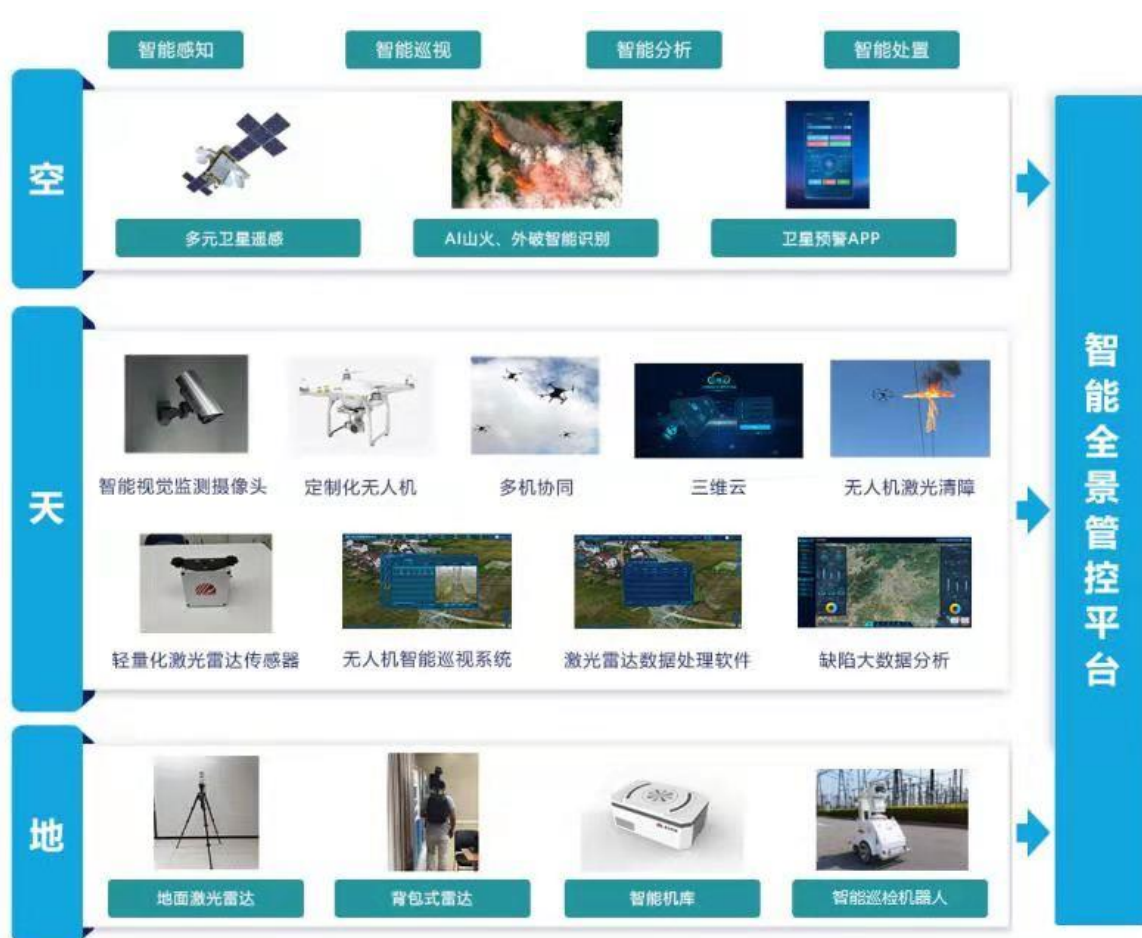 智能感知
智能巡视
智能分析
智能处置
空
多元卫星遥感
AI山火、外破智能识别
卫星预警APP
天
智能视觉监测摄像头
定制化无人机
多机协同
三维云
无人机激光清障
轻量化激光雷达传感器
无人机智能巡视系统
激光雷达数据处理软件
缺陷大数据分析
地
地面激光雷达
背包式雷达
智能机库
智能巡检机器人
智能全景管控平台